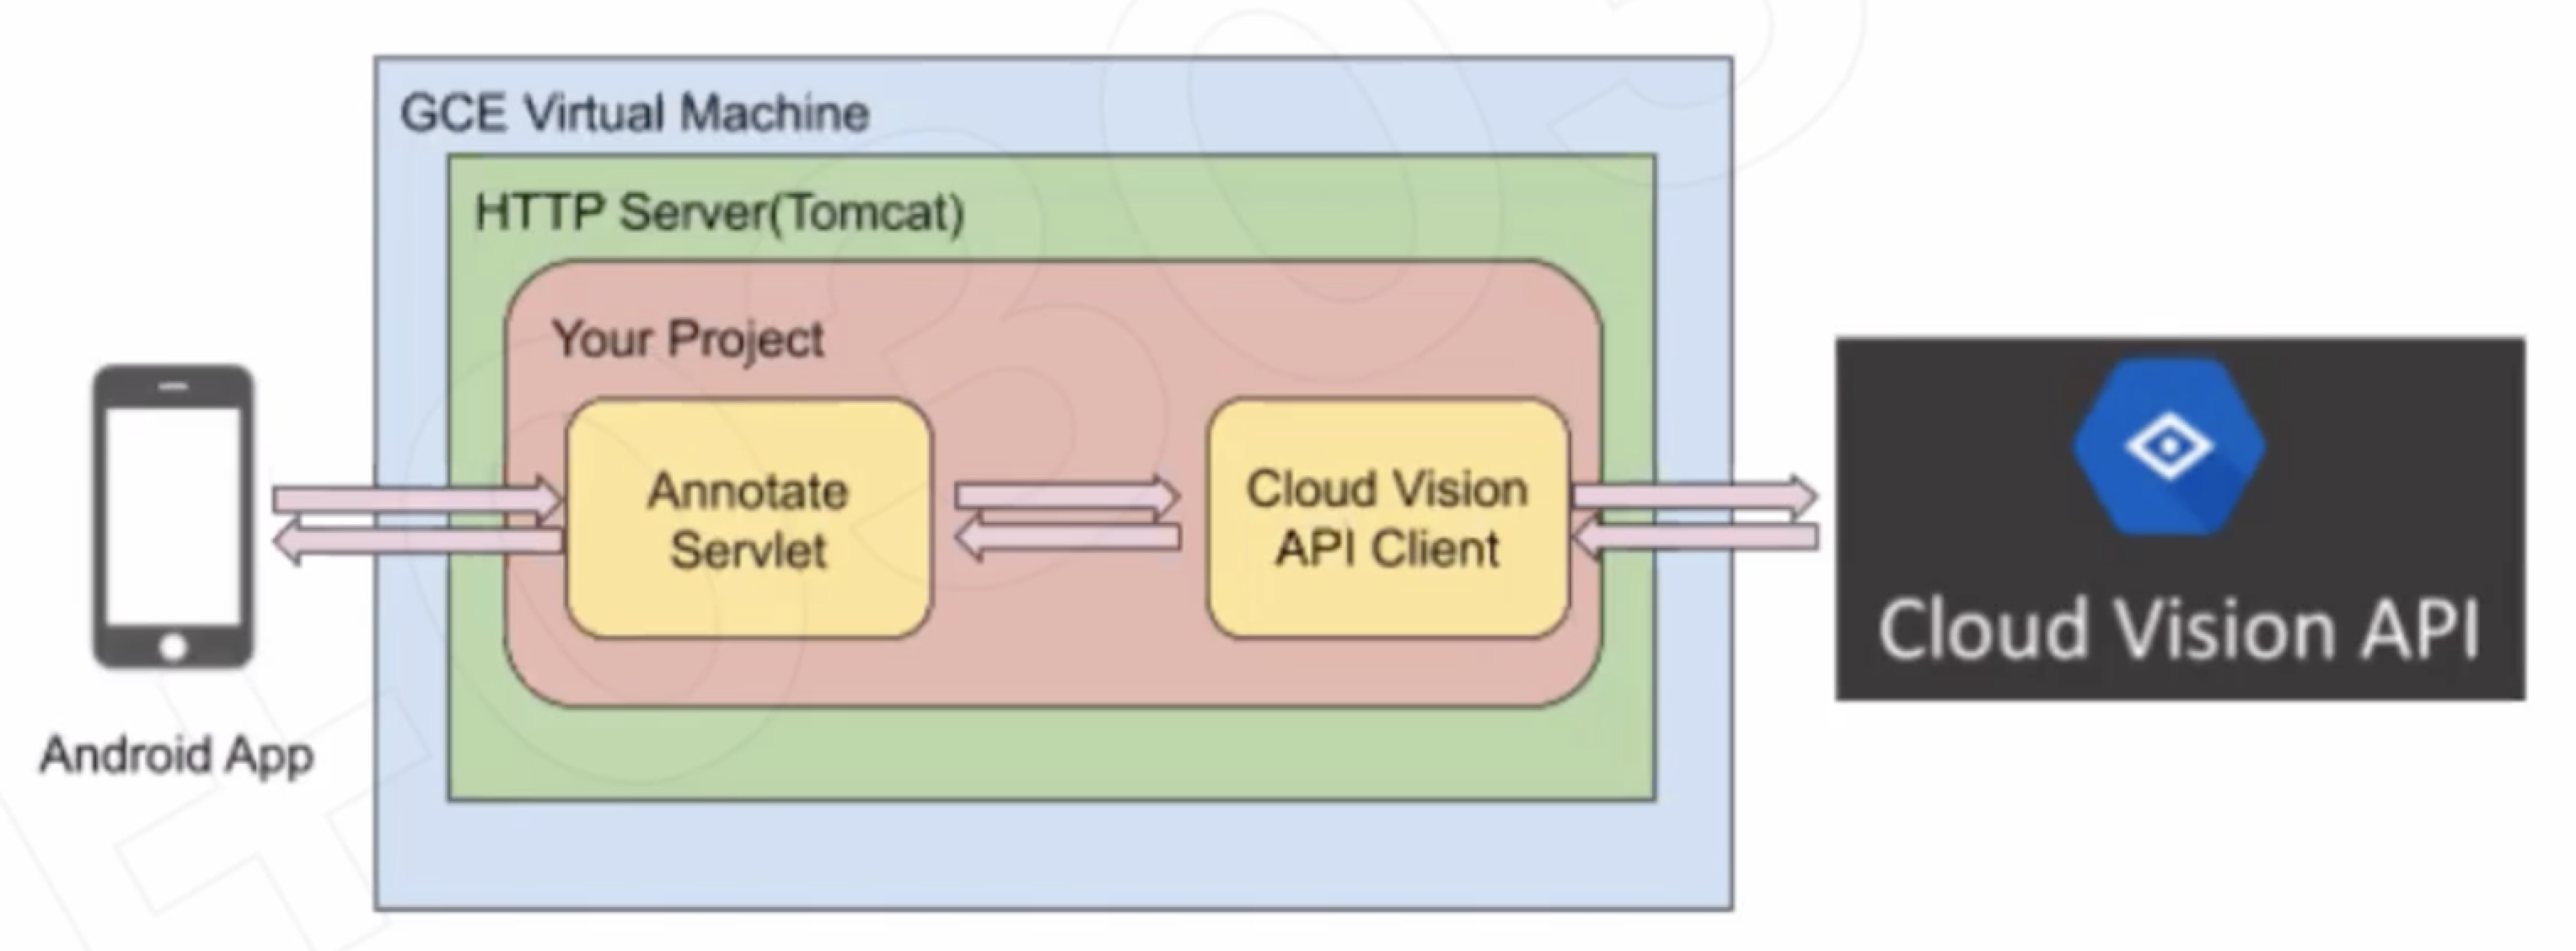 GCE Virtual Machine
HTTP Server(Tomcat)
Your Project
Android App
Annotate
Servlet
Cloud Vision
API Client
Cloud Vision API